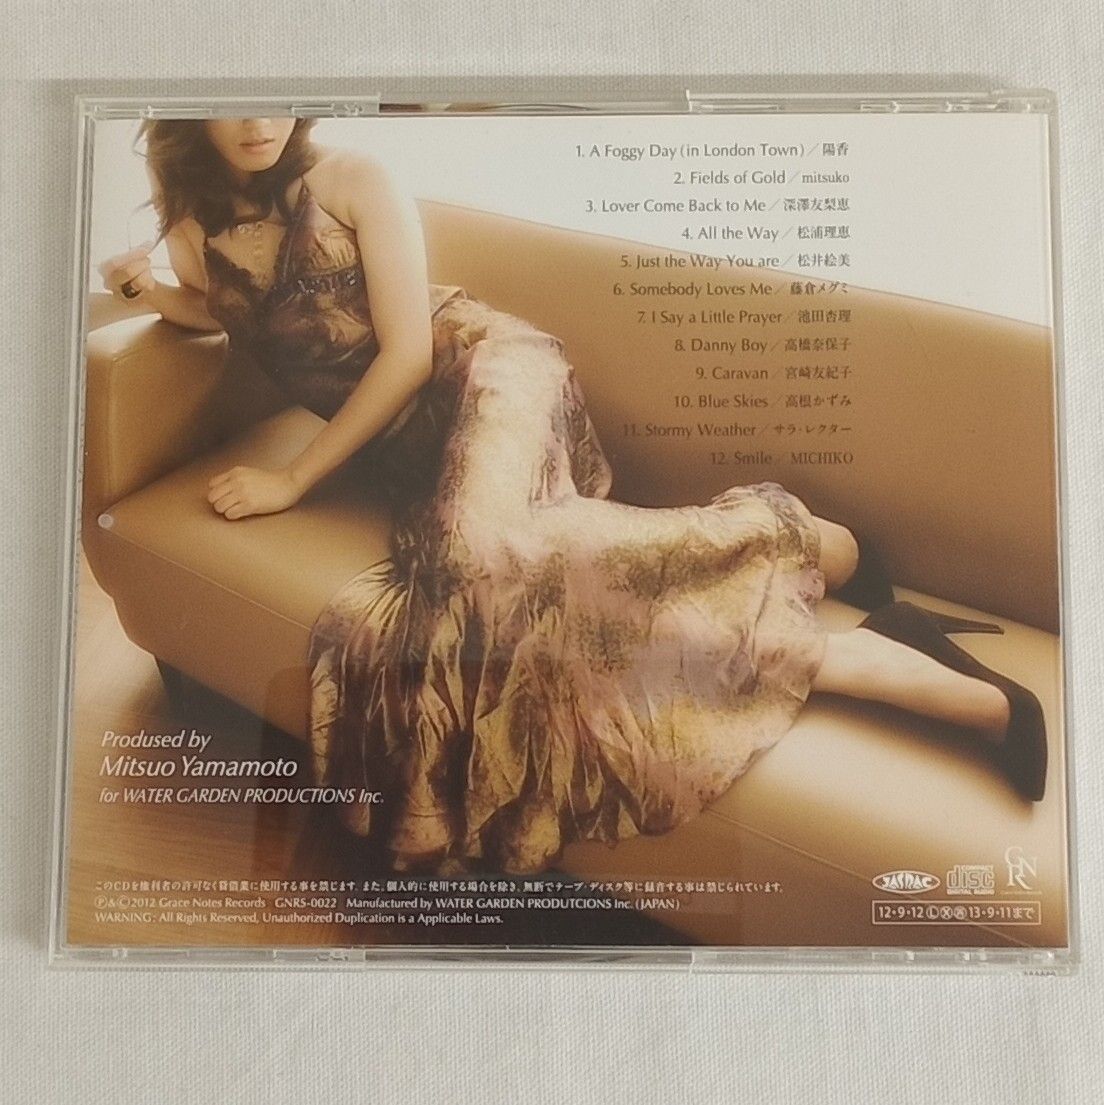 1. A Foggy Day (in London Town)／陽香
2. Fields of Gold／mitsuko
3. Lover Come Back to Me／深澤友梨恵
4. All the Way／松浦理恵
5. Just the Way You are／松井絵美
6. Somebody Loves Me／藤倉メグミ
7. I Say a Little Prayer／池田杏理
8. Danny Boy／高橋奈保子
9. Caravan／宮崎友紀子
10. Blue Skies／高根かずみ
11. Stormy Weather／サラ・レクター
12. Smile／MICHIKO
Prodused by
Mitsuo Yamamoto
for WATER GARDEN PRODUCTIONS Inc.
このCDを権利者の許可なく賃借業に使用する事を禁じます。また、個人的に使用する場合を除き、無断でテープ・ディスク等に録音する事は禁じられています。
Ⓟ&Ⓒ2012 Grace Notes Records GNRS-0022 Manufactured by WATER GARDEN PRODUTCIONS Inc. (JAPAN)
WARNING: All Rights Reserved, Unauthorized Duplication is a Applicable Laws.
JASRAC
COMPACT
disc
DIGITAL AUDIO
GRN
12・9・12 Ⓛ Ⓧ 13・9・11まで